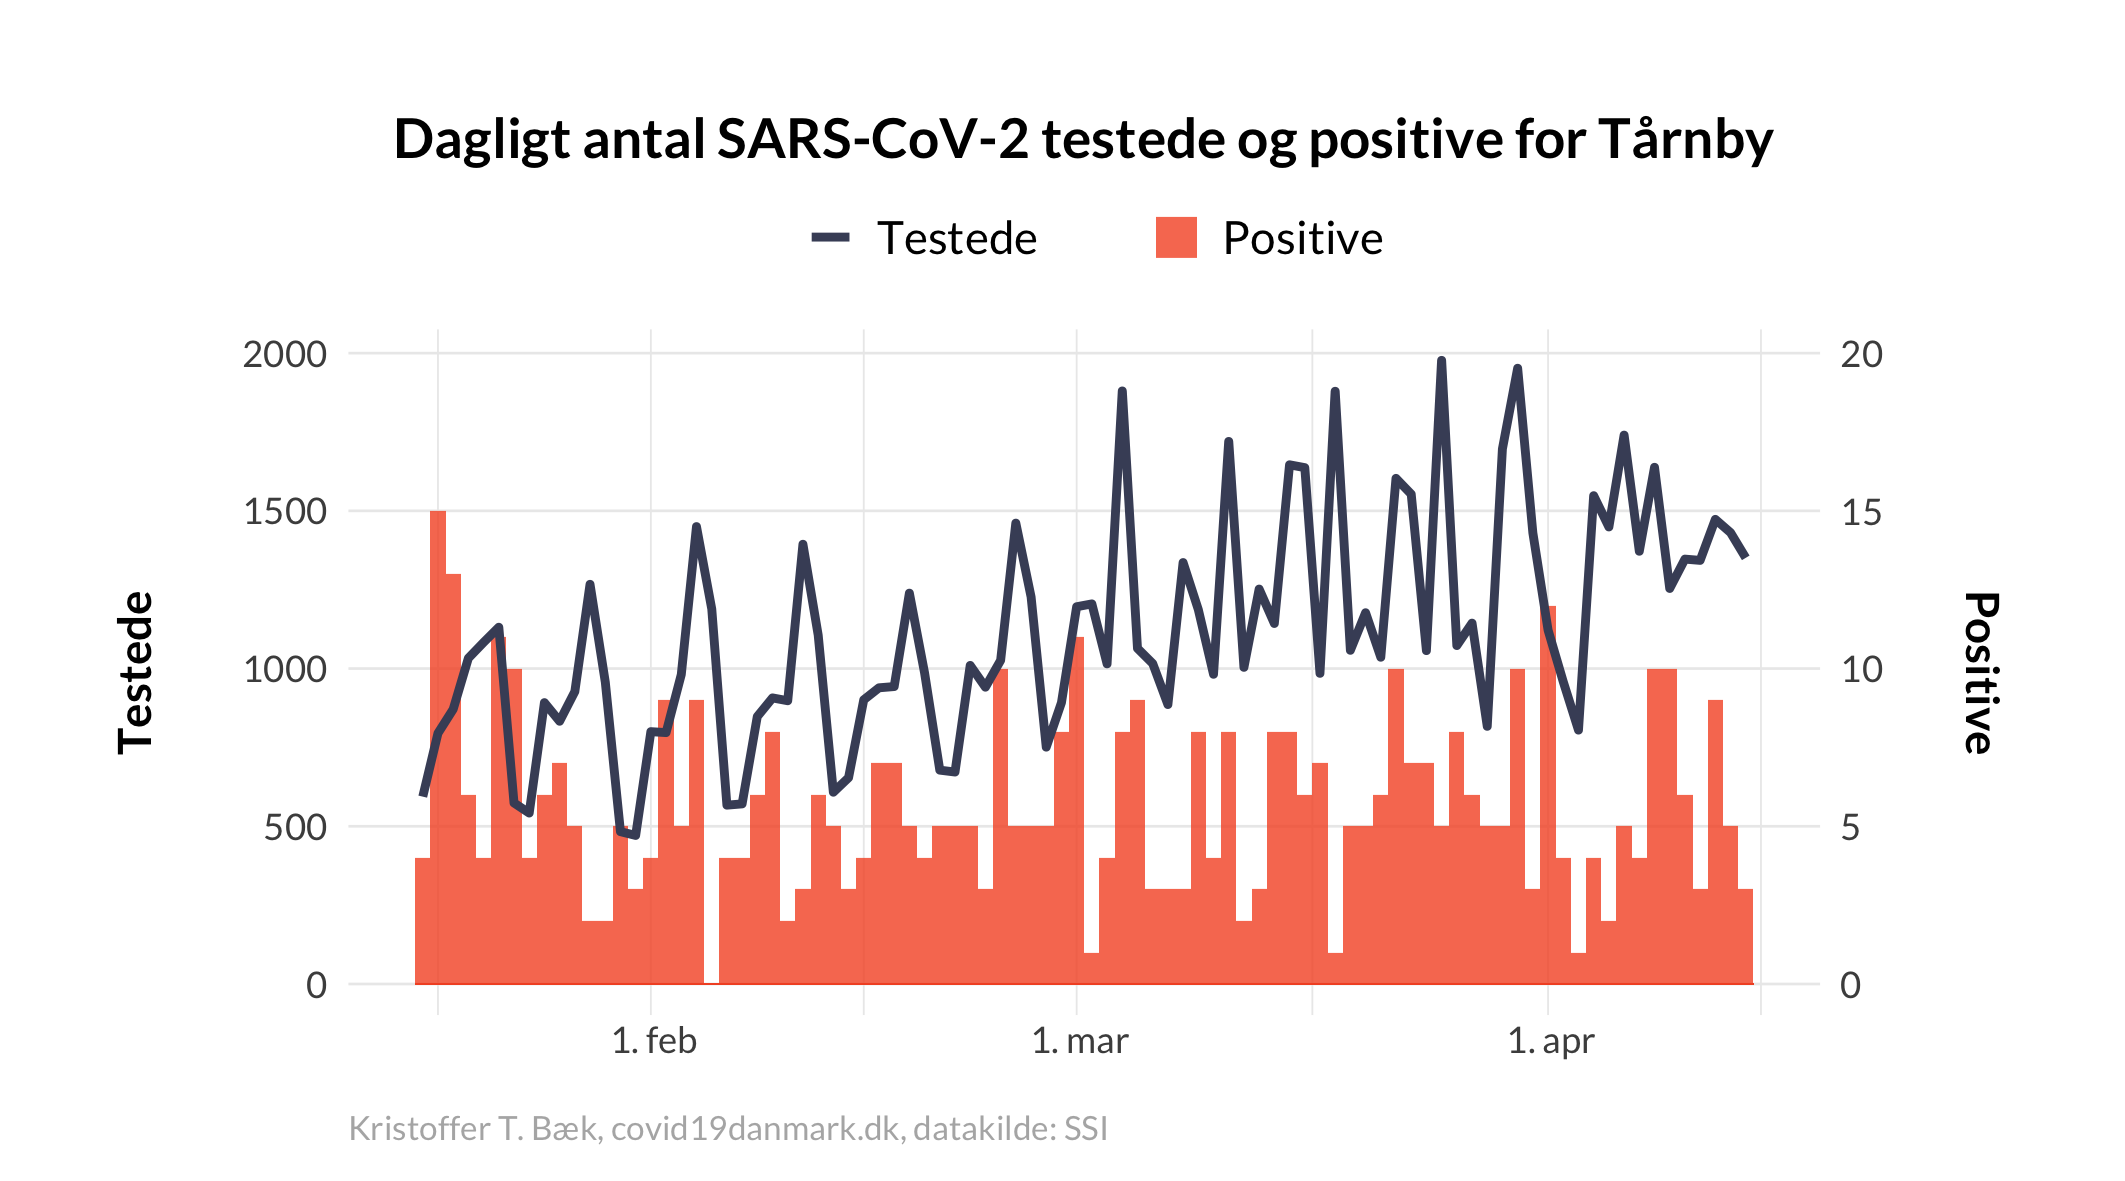 Dagligt antal SARS-CoV-2 testede og positive for Tårnby
Testede Positive
2000 20
1500 15
1000 10
500 5
0 0
Testede
Positive
1. feb 1. mar 1. apr
Kristoffer T. Bæk, covid19danmark.dk, datakilde: SSI